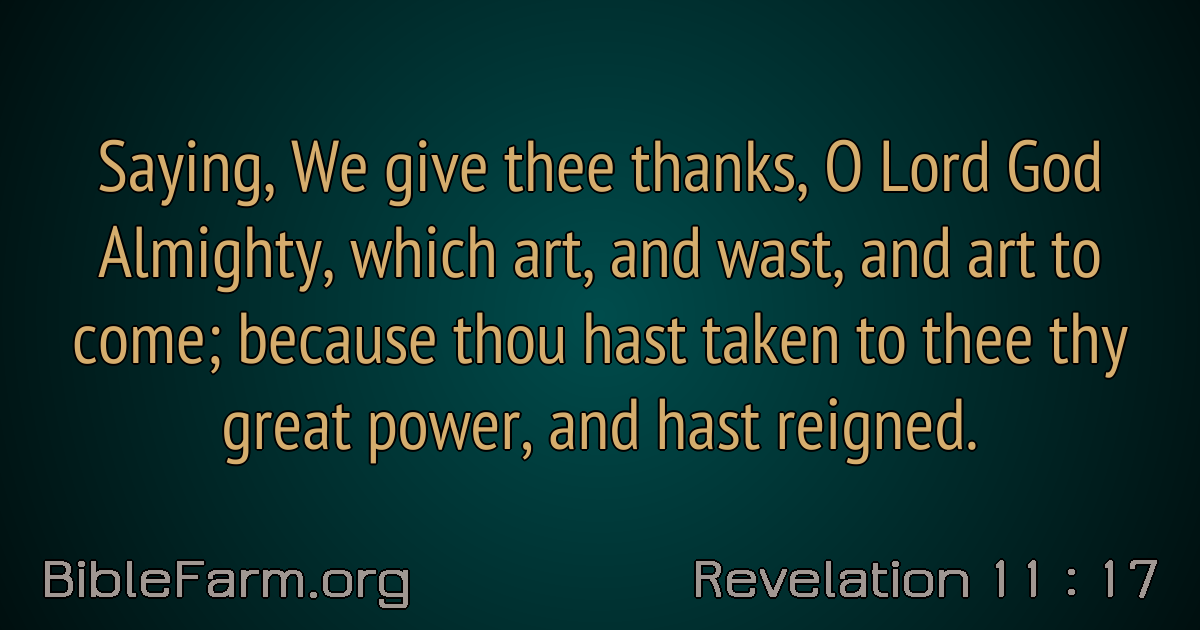 Saying, We give thee thanks, O Lord God
Almighty, which art, and wast, and art to
come; because thou hast taken to thee thy
great power, and hast reigned.
BibleFarm.org
Revelation 11 : 17